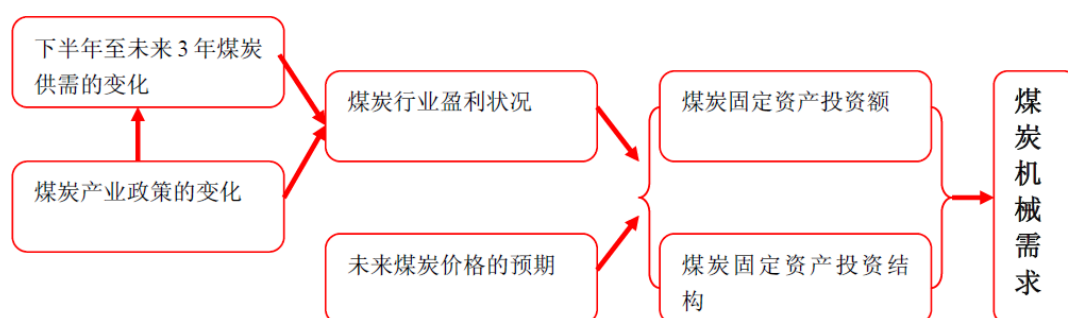 下半年至未来 3 年煤炭
供需的变化
煤炭产业政策的变化
煤炭行业盈利状况
未来煤炭价格的预期
煤炭固定资产投资额
煤炭固定资产投资结
构
煤炭机械需求